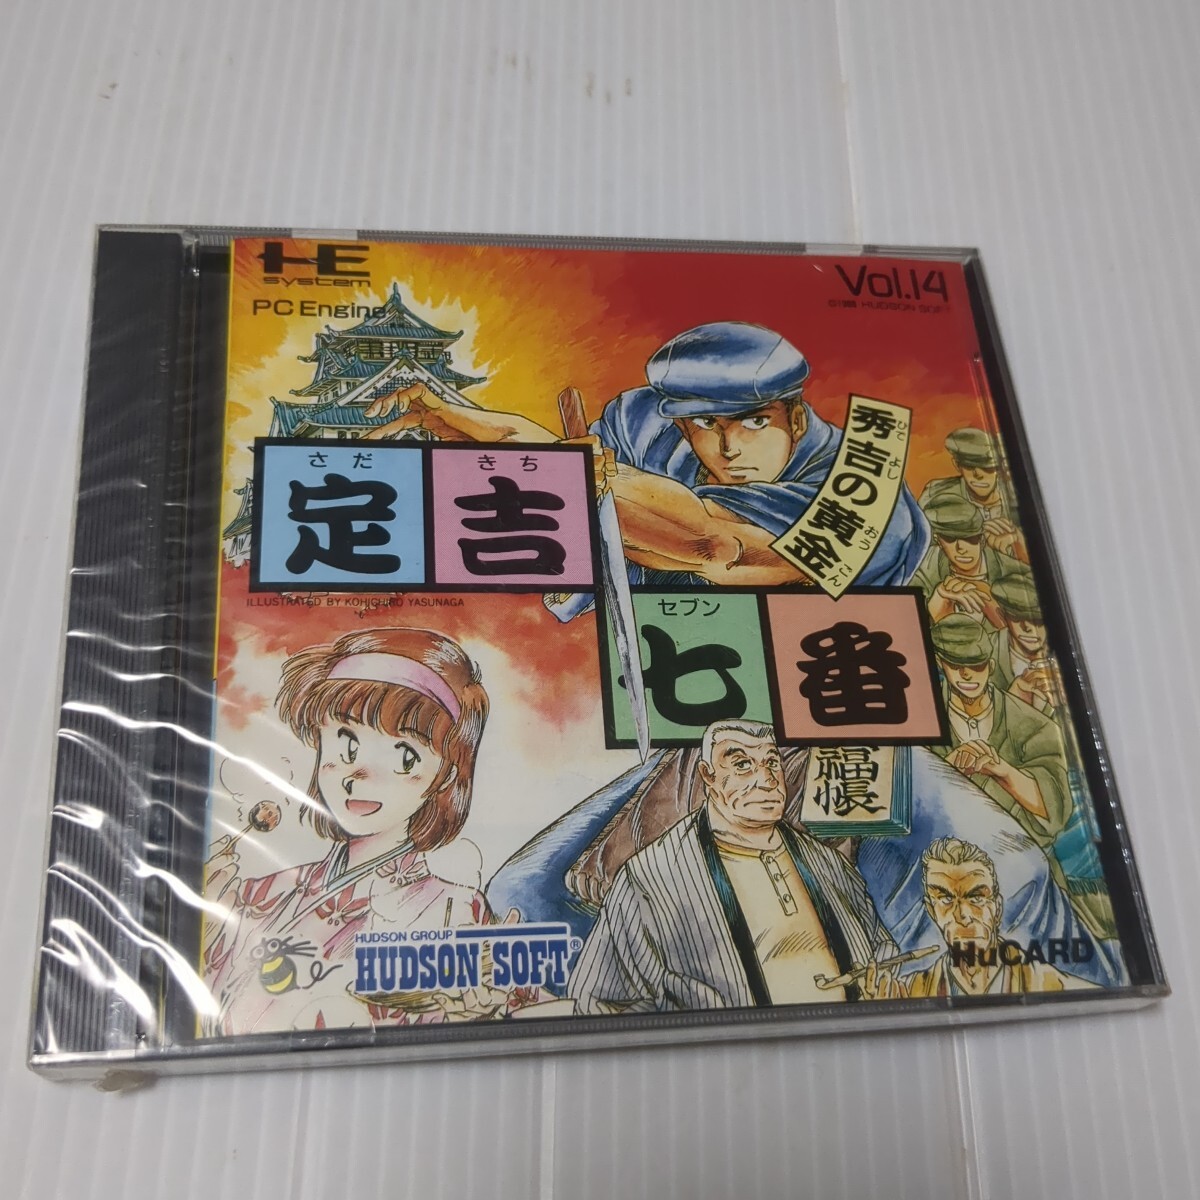 HE
system
PC Engine
Vol.14
©1988 HUDSON SOFT
さだ きち
定吉
ILLUSTRATED BY KOHICHIRO YASUNAGA
ひでよし おうごん
秀吉の黄金
セブン
七番
福帳
HUDSON GROUP
HUDSON SOFT®
HuCARD